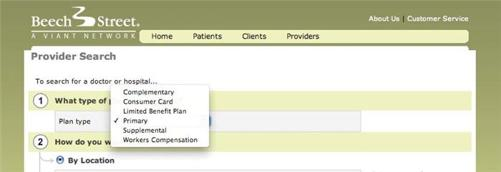 Beech Street®
A VIANT NETWORK
About Us | Customer Service
Home Patients Clients Providers
Provider Search
To search for a doctor or hospital...
1 What type of
Plan type
Complementary
Consumer Card
Limited Benefit Plan
✓ Primary
Supplemental
Workers Compensation
2 How do you w
By Location